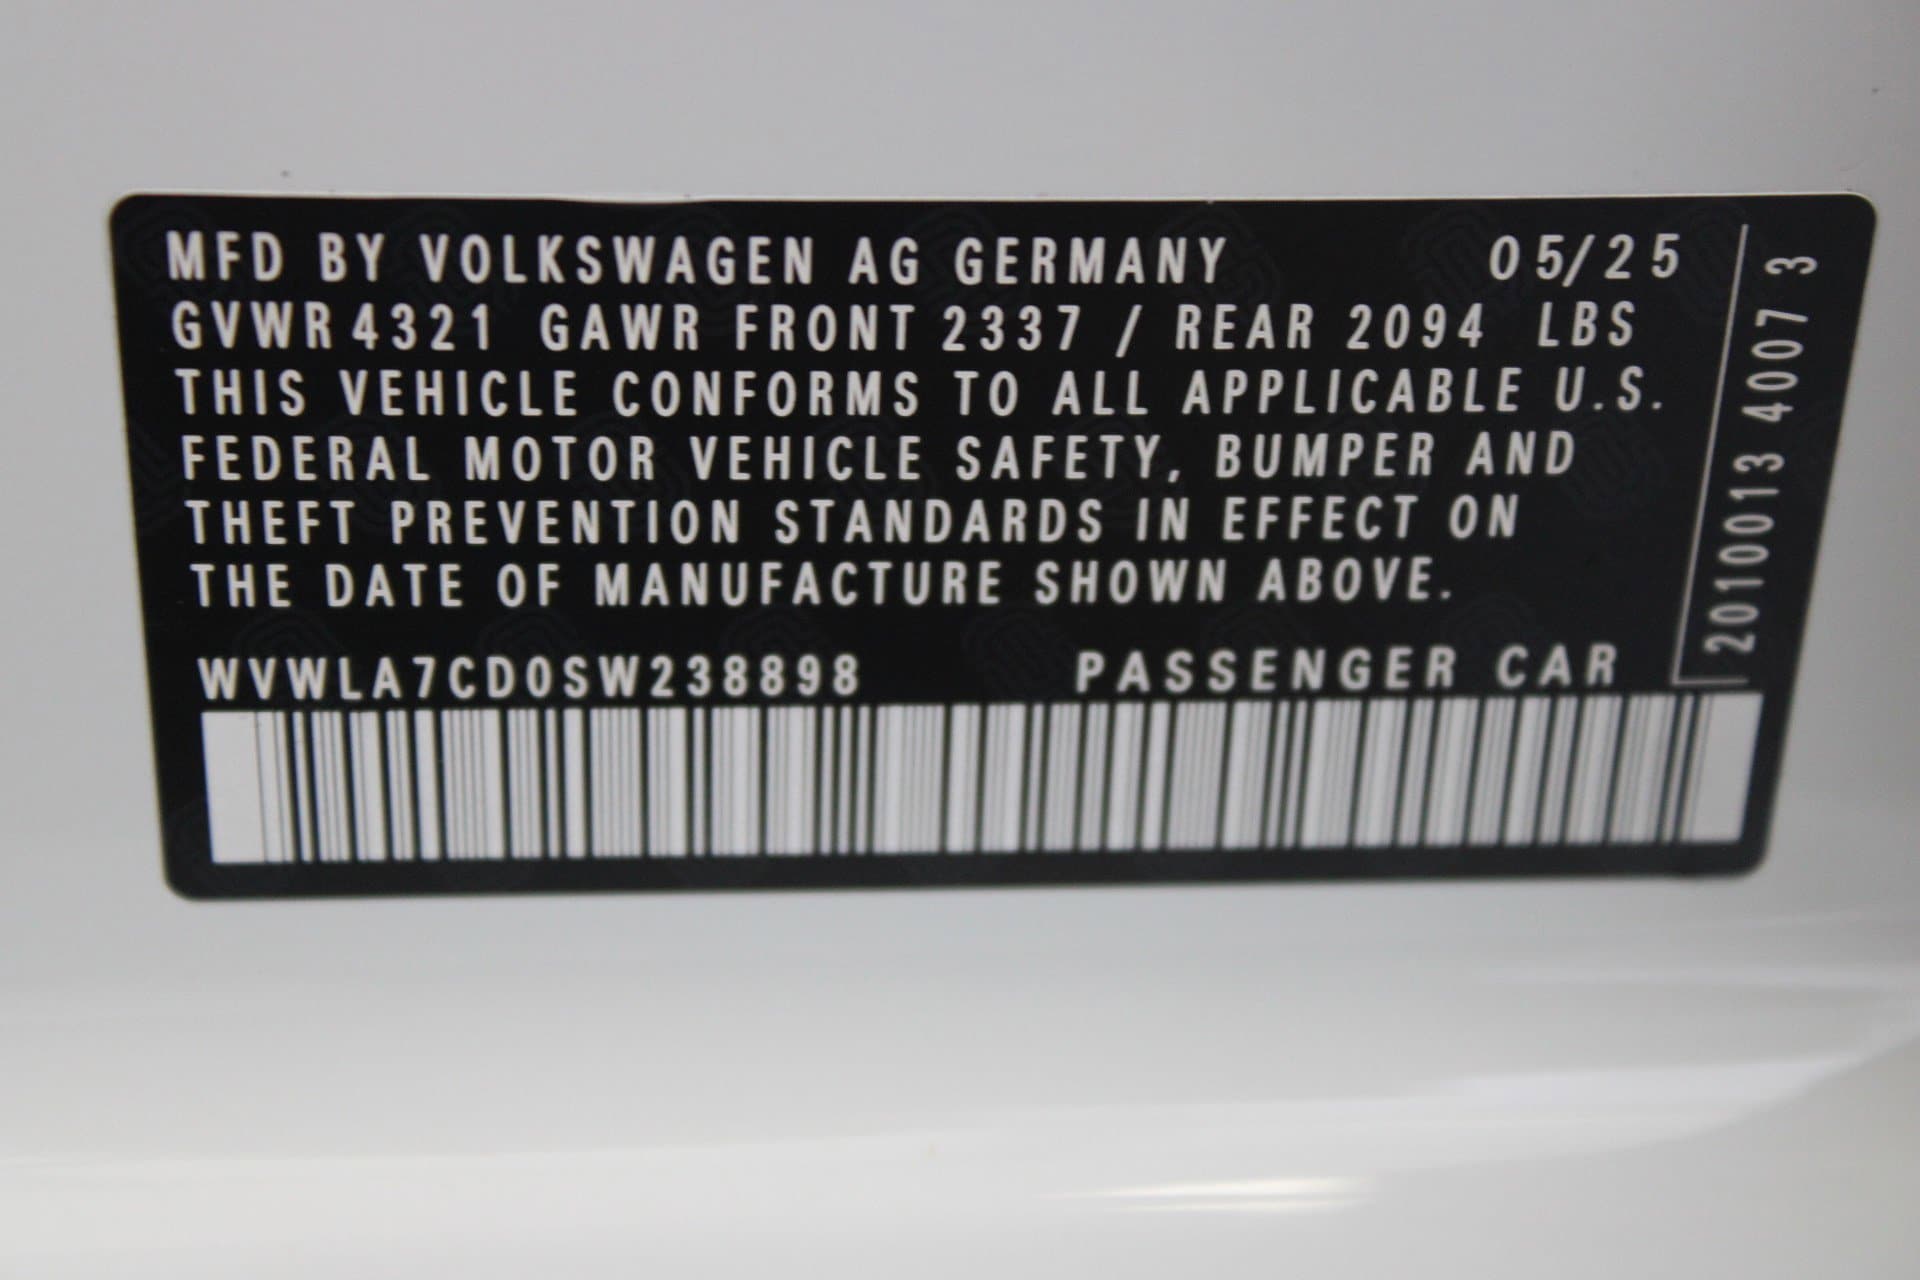 MFD BY VOLKSWAGEN AG GERMANY 05/25
GVWR 4321 GAWR FRONT 2337 / REAR 2094 LBS
THIS VEHICLE CONFORMS TO ALL APPLICABLE U.S.
FEDERAL MOTOR VEHICLE SAFETY, BUMPER AND
THEFT PREVENTION STANDARDS IN EFFECT ON
THE DATE OF MANUFACTURE SHOWN ABOVE.
WVWLA7CD0SW238898 PASSENGER CAR
2010013 4007 3